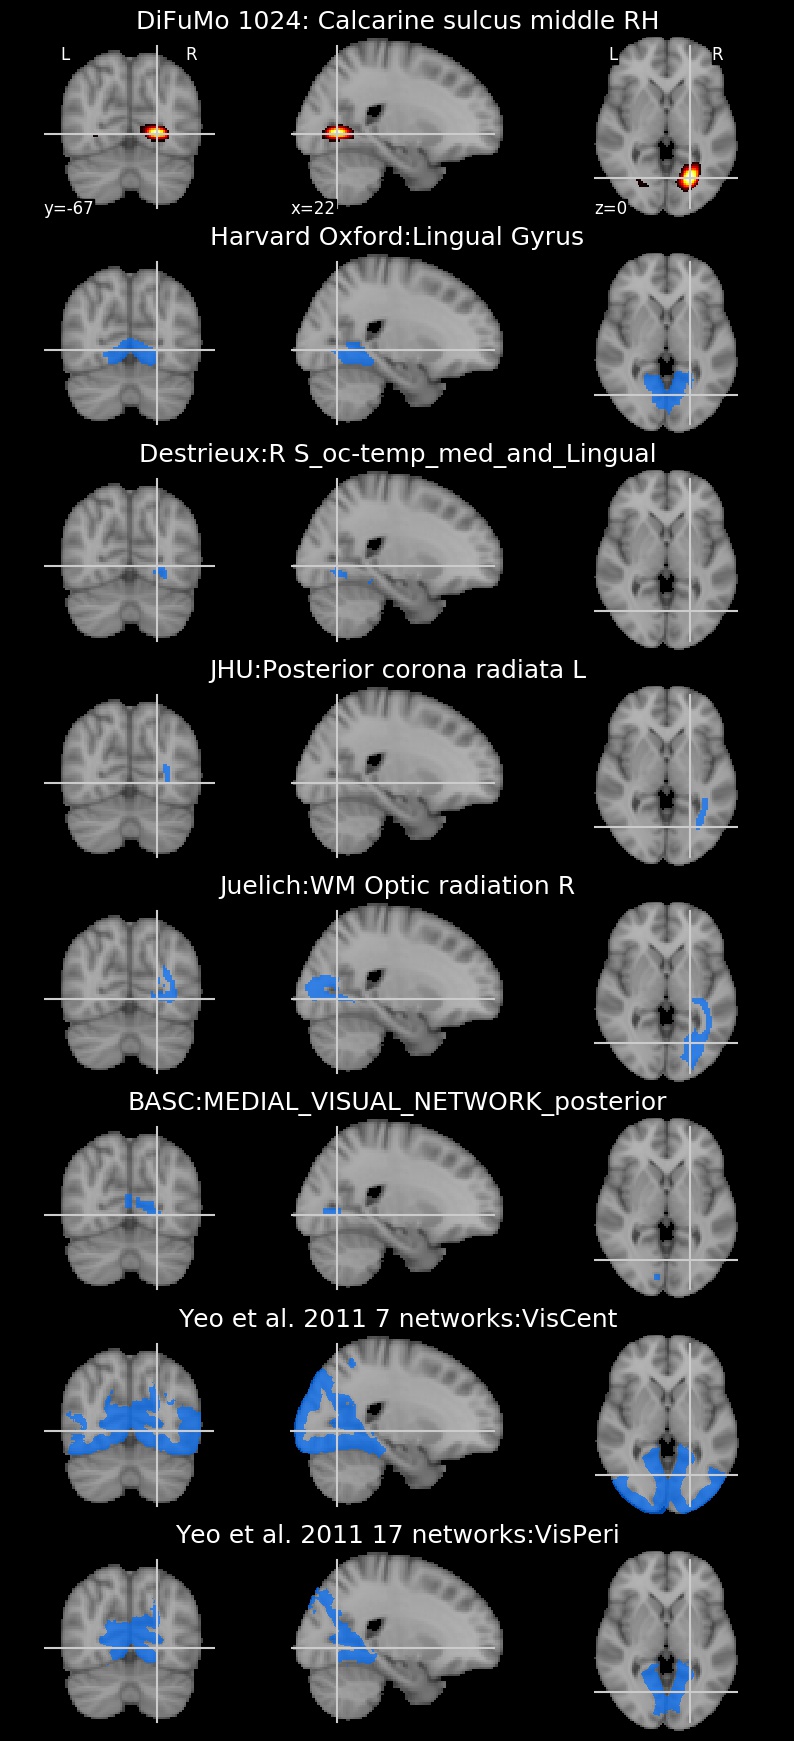 DiFuMo 1024: Calcarine sulcus middle RH
L R L R
y=-67 x=22 z=0
Harvard Oxford:Lingual Gyrus
Destrieux:R S_oc-temp_med_and_Lingual
JHU:Posterior corona radiata L
Juelich:WM Optic radiation R
BASC:MEDIAL_VISUAL_NETWORK_posterior
Yeo et al. 2011 7 networks:VisCent
Yeo et al. 2011 17 networks:VisPeri